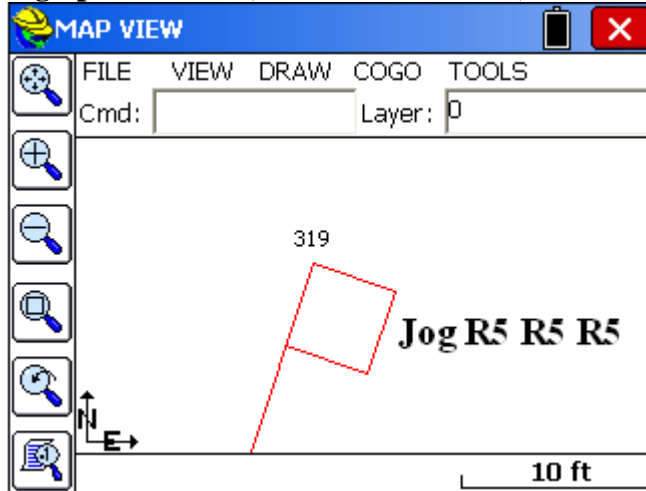 MAP VIEW
FILE VIEW DRAW COGO TOOLS
Cmd: Layer: 0
319
Jog R5 R5 R5
N
E
10 ft